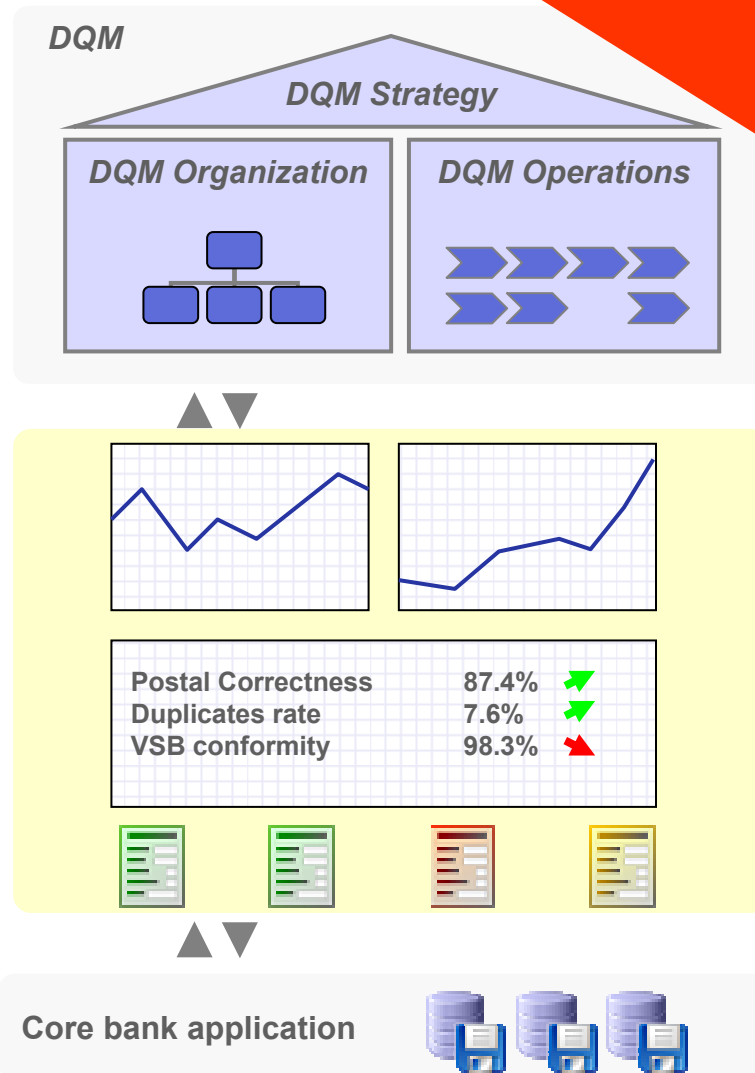 DQM
DQM Strategy
DQM Organization
DQM Operations
Postal Correctness 87.4%
Duplicates rate 7.6%
VSB conformity 98.3%
Core bank application